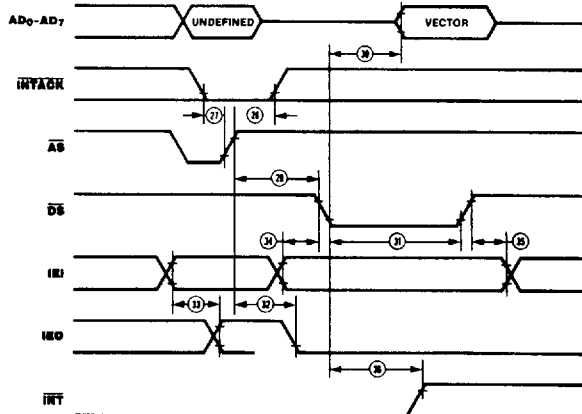 AD₀-AD₇ UNDEFINED VECTOR
30
INTACK
27 28
AS
29
DS
34 31 35
IEI
33 32
IEO
36
INT